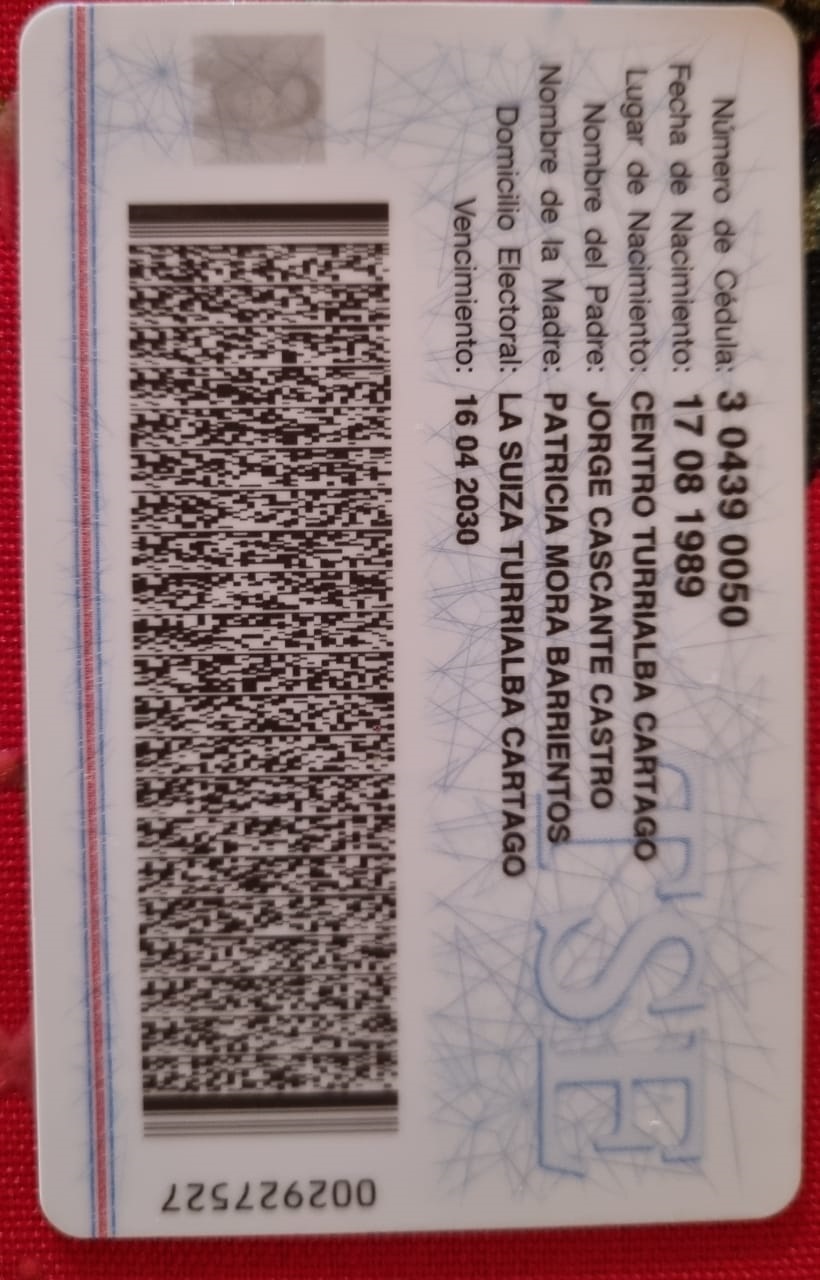 Número de Cédula: 3 0439 0050
Fecha de Nacimiento: 17 08 1989
Lugar de Nacimiento: CENTRO TURRIALBA CARTAGO
Nombre del Padre: JORGE CASCANTE CASTRO
Nombre de la Madre: PATRICIA MORA BARRIENTOS
Domicilio Electoral: LA SUIZA TURRIALBA CARTAGO
Vencimiento: 16 04 2030
TSE
002927527